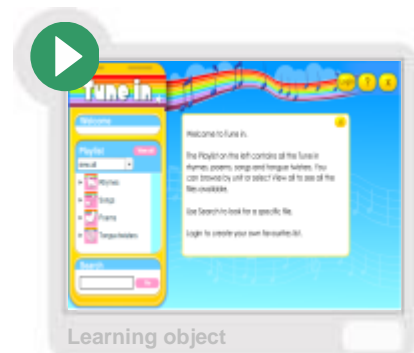 Tune in
Login
?
x
Welcome
Playlist
View all
Rhymes
Songs
Poems
Tongue twisters
Search
Go
x
Welcome to Tune in.
The Playlist on the left contains all the Tune in
rhymes, poems, songs and tongue twisters. You
can browse by unit or select View all to see all the
files available.
Use Search to look for a specific file.
Login to create your own favourites list.
Learning object